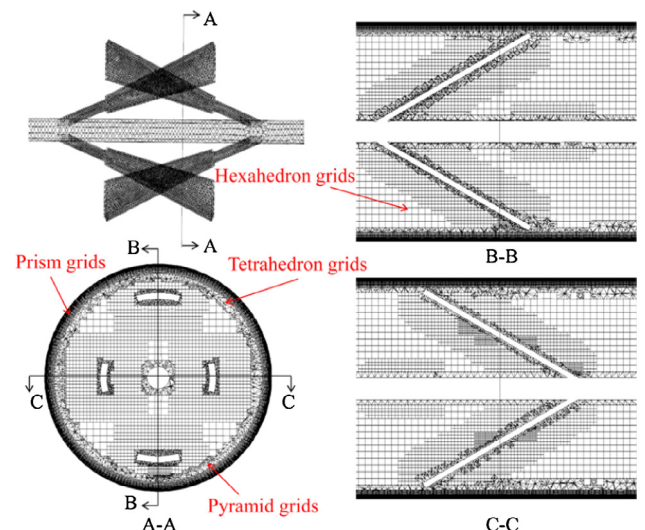 A
A
Hexahedron grids
B-B
B
Prism grids
Tetrahedron grids
C
C
B
Pyramid grids
A-A
C-C